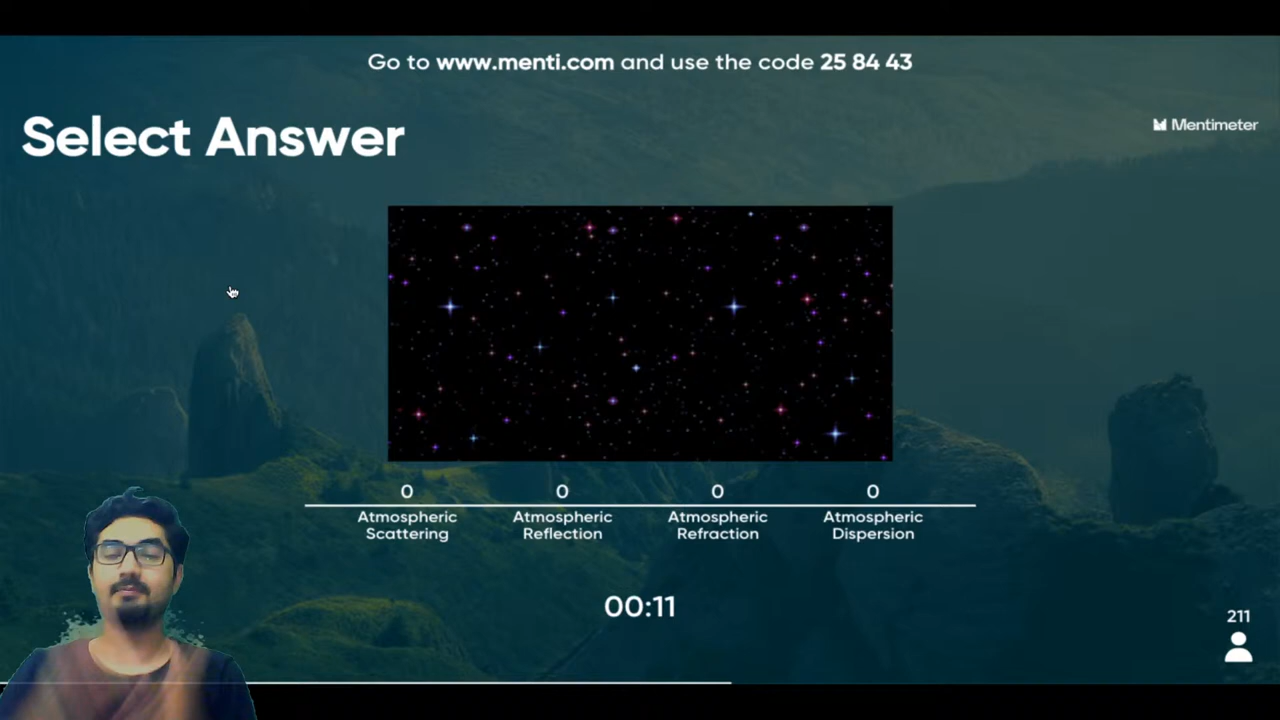 Go to www.menti.com and use the code 25 84 43
Select Answer
Mentimeter
0
0
0
0
Atmospheric
Scattering
Atmospheric
Reflection
Atmospheric
Refraction
Atmospheric
Dispersion
00:11
211